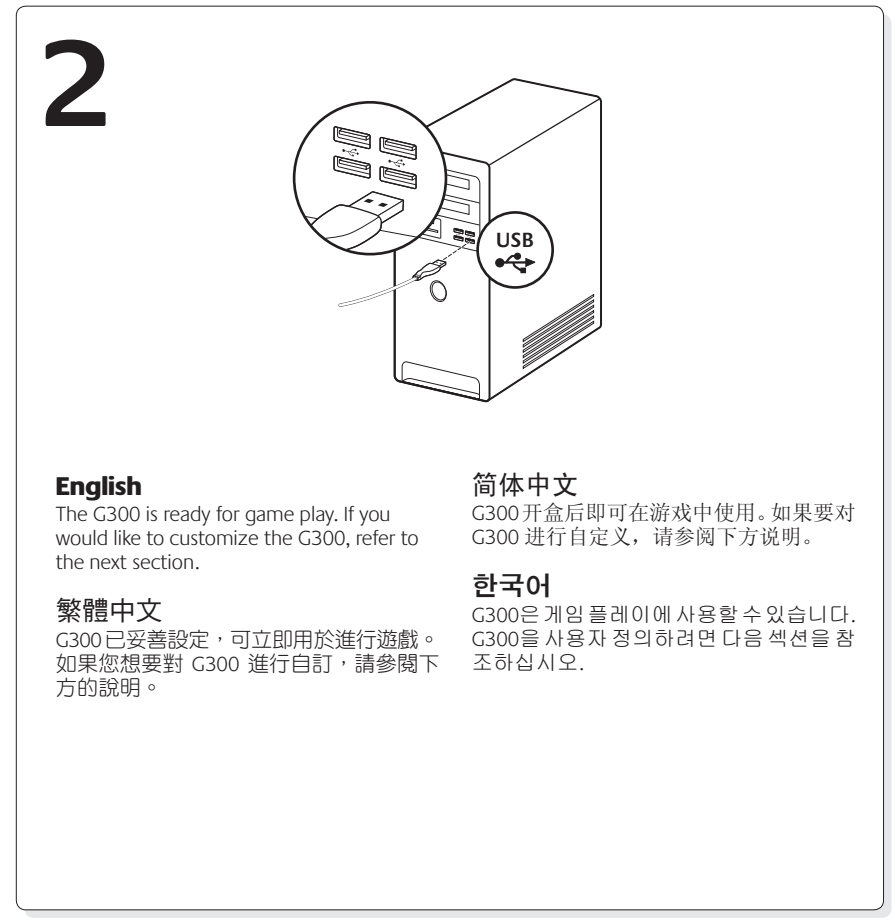 2
USB
English
The G300 is ready for game play. If you
would like to customize the G300, refer to
the next section.
繁體中文
G300 已妥善設定，可立即用於進行遊戲。
如果您想要對 G300 進行自訂，請參閱下
方的說明。
简体中文
G300 开盒后即可在游戏中使用。如果要对
G300 进行自定义，请参阅下方说明。
한국어
G300은 게임 플레이에 사용할 수 있습니다.
G300을 사용자 정의하려면 다음 섹션을 참
조하십시오.